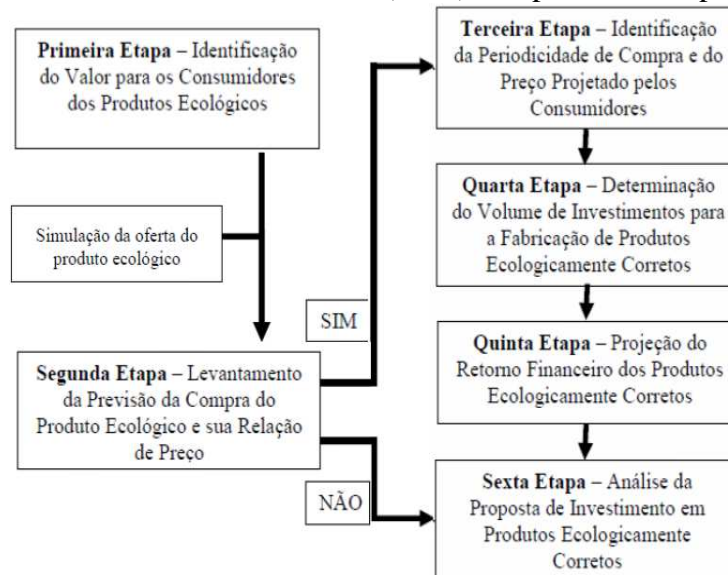 Primeira Etapa – Identificação
do Valor para os Consumidores
dos Produtos Ecológicos
Simulação da oferta do
produto ecológico
Segunda Etapa – Levantamento
da Previsão da Compra do
Produto Ecológico e sua Relação
de Preço
SIM
NÃO
Terceira Etapa – Identificação
da Periodicidade de Compra e do
Preço Projetado pelos
Consumidores
Quarta Etapa – Determinação
do Volume de Investimentos para
a Fabricação de Produtos
Ecologicamente Corretos
Quinta Etapa – Projeção do
Retorno Financeiro dos Produtos
Ecologicamente Corretos
Sexta Etapa – Análise da
Proposta de Investimento em
Produtos Ecologicamente
Corretos